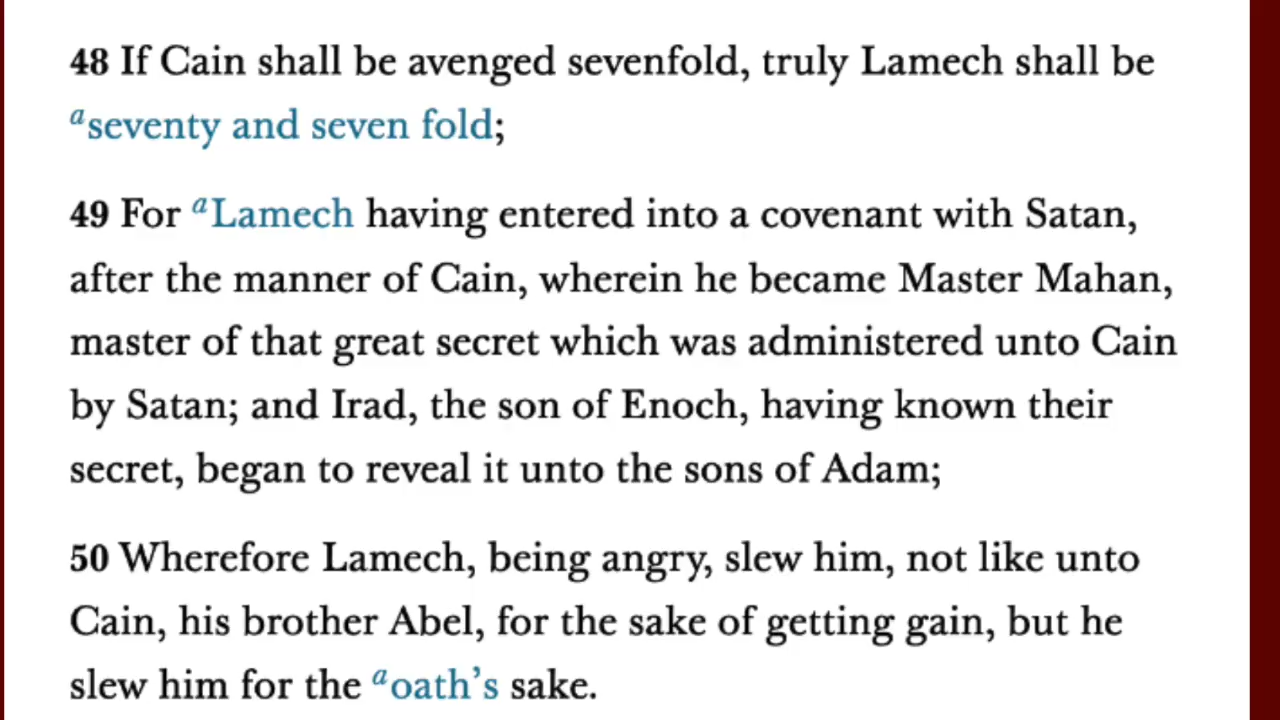 48 If Cain shall be avenged sevenfold, truly Lamech shall be
a seventy and seven fold;
49 For a Lamech having entered into a covenant with Satan,
after the manner of Cain, wherein he became Master Mahan,
master of that great secret which was administered unto Cain
by Satan; and Irad, the son of Enoch, having known their
secret, began to reveal it unto the sons of Adam;
50 Wherefore Lamech, being angry, slew him, not like unto
Cain, his brother Abel, for the sake of getting gain, but he
slew him for the a oath’s sake.